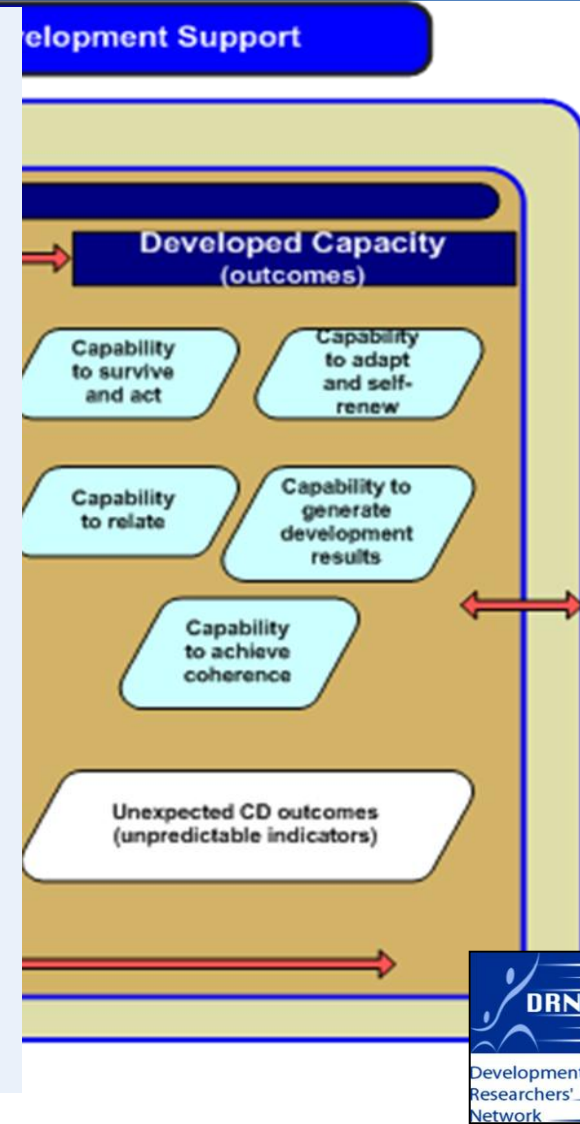 elopment Support
Developed Capacity
(outcomes)
Capability
to survive
and act
Capability
to adapt
and self-
renew
Capability
to relate
Capability to
generate
development
results
Capability
to achieve
coherence
Unexpected CD outcomes
(unpredictable indicators)
DRN
Development
Researchers'
Network